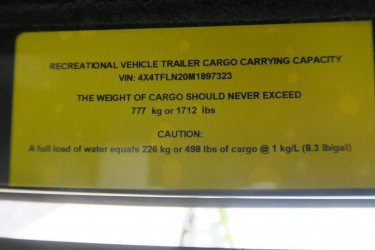 RECREATIONAL VEHICLE TRAILER CARGO CARRYING CAPACITY
VIN: 4X4TFLN20M1897323
THE WEIGHT OF CARGO SHOULD NEVER EXCEED
777 kg or 1712 lbs
CAUTION:
A full load of water equals 226 kg or 498 lbs of cargo @ 1 kg/L (8.3 lb/gal)